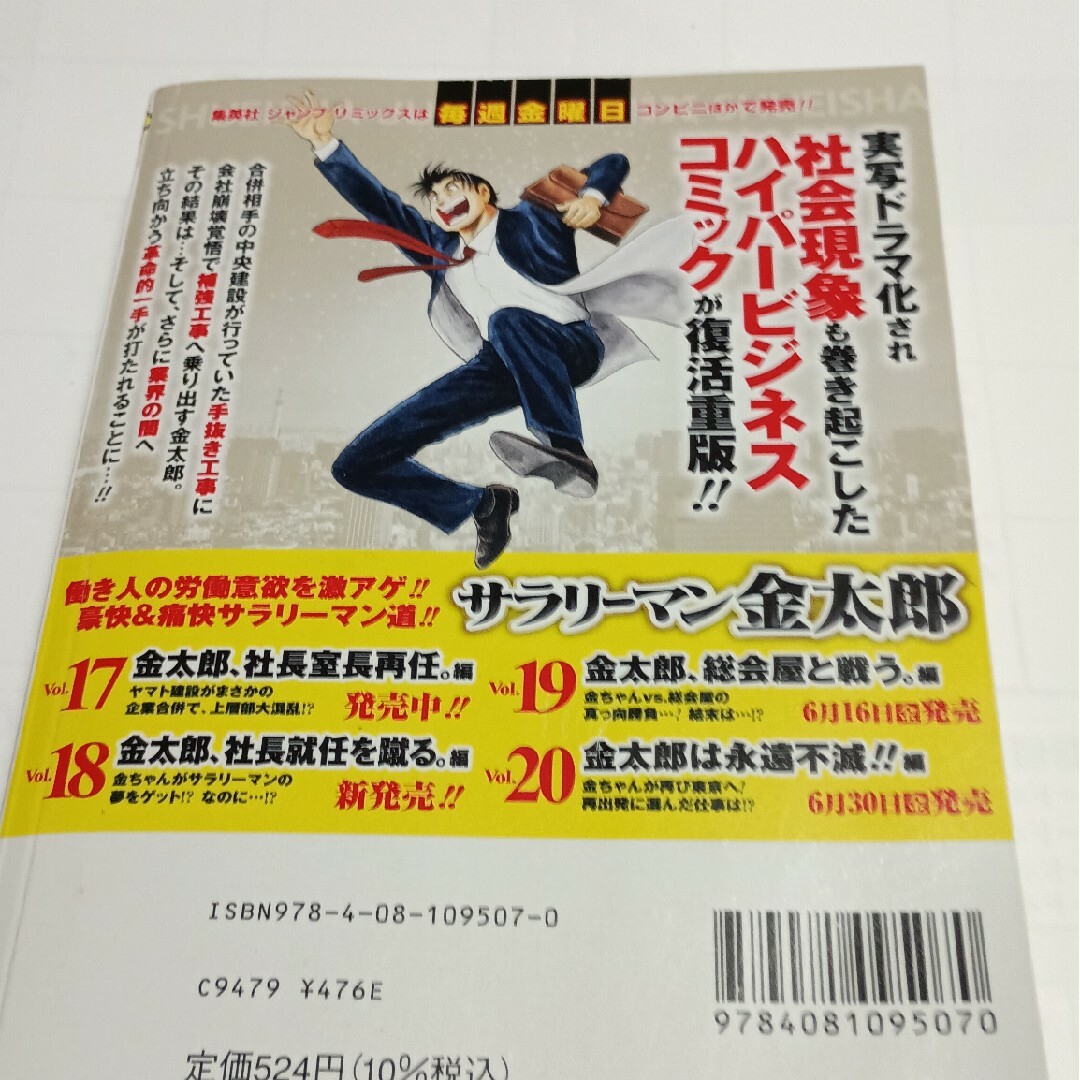 集英社 ジャンプリミックスは毎週金曜日コンビニほかで発売!!
実写ドラマ化され
社会現象も巻き起こした
ハイパービジネス
コミックが復活重版!!
合併相手の中央建設が行っていた手抜き工事に
会社崩壊覚悟で補強工事へ乗り出す金太郎。
その結果は…そして、さらに業界の闇へ
立ち向かう革命的一手が打たれることに…!!
働き人の労働意欲を激アゲ!!
豪快&痛快サラリーマン道!!
サラリーマン金太郎
Vol.17 金太郎、社長室長再任。編
ヤマト建設がまさかの
企業合併で、上層部大混乱!?
発売中!!
Vol.18 金太郎、社長就任を蹴る。編
金ちゃんがサラリーマンの
夢をゲット!? なのに…!?
新発売!!
Vol.19 金太郎、総会屋と戦う。編
金ちゃんvs.総会屋の
真っ向勝負…! 結末は…!?
6月16日金発売
Vol.20 金太郎は永遠不滅!!編
金ちゃんが再び東京へ!
再出発に選んだ仕事は!?
6月30日金発売
ISBN978-4-08-109507-0
C9479 ¥476E
9784081095070
定価524円(10%税込)